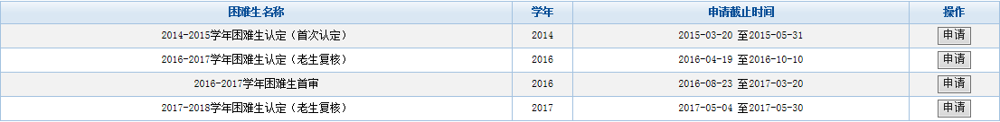 困难生名称 学年 申请截止时间 操作
2014-2015学年困难生认定（首次认定） 2014 2015-03-20 至2015-05-31 申请
2016-2017学年困难生认定（老生复核） 2016 2016-04-19 至2016-10-10 申请
2016-2017学年困难生首审 2016 2016-08-23 至2017-03-20 申请
2017-2018学年困难生认定（老生复核） 2017 2017-05-04 至2017-05-30 申请